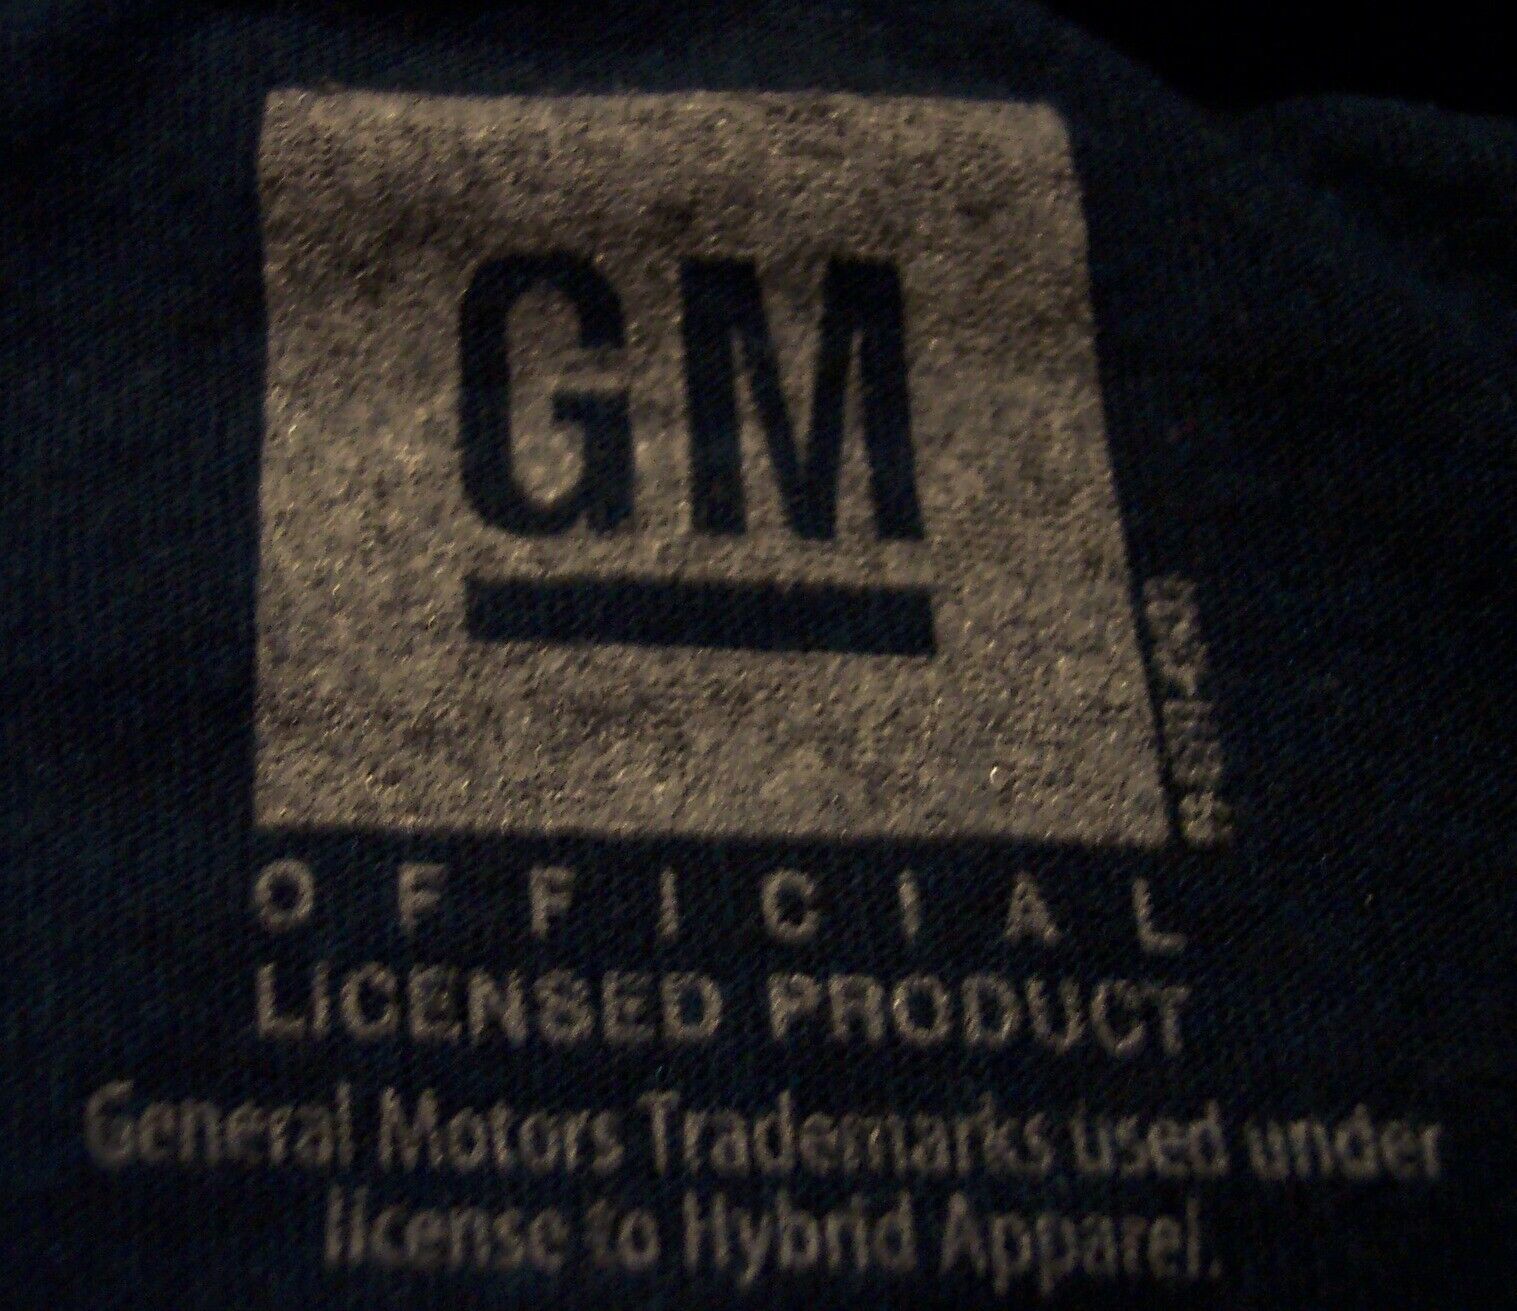 GM
OFFICIAL
LICENSED PRODUCT
General Motors Trademarks used under
license to Hybrid Apparel.